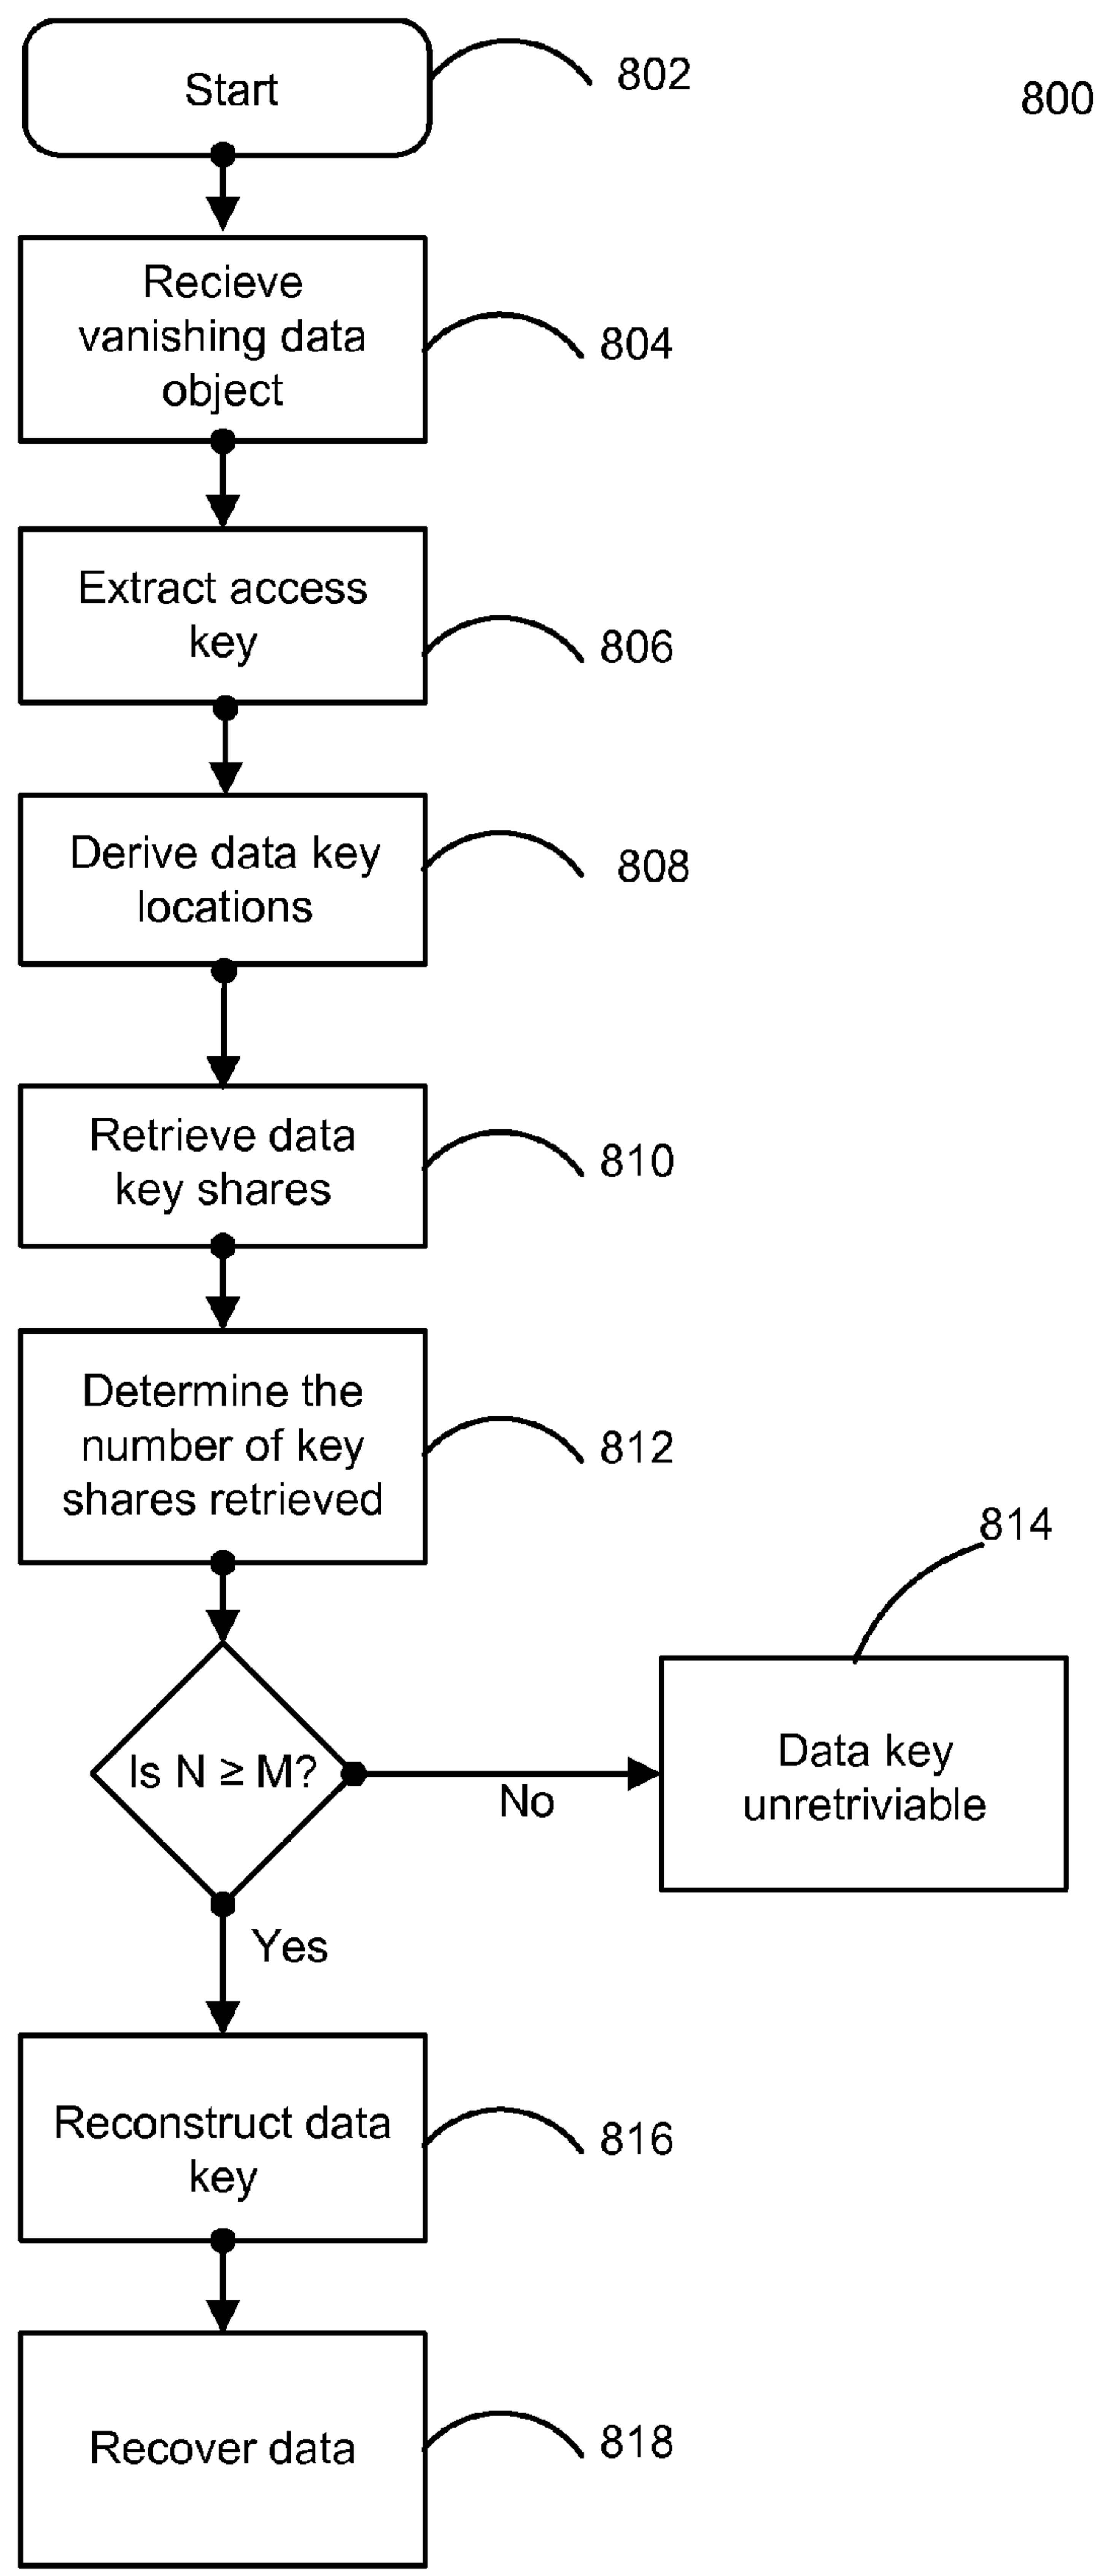 Start
802
800
Recieve
vanishing data
object
804
Extract access
key
806
Derive data key
locations
808
Retrieve data
key shares
810
Determine the
number of key
shares retrieved
812
814
Is N ≥ M?
No
Data key
unretriviable
Yes
Reconstruct data
key
816
Recover data
818